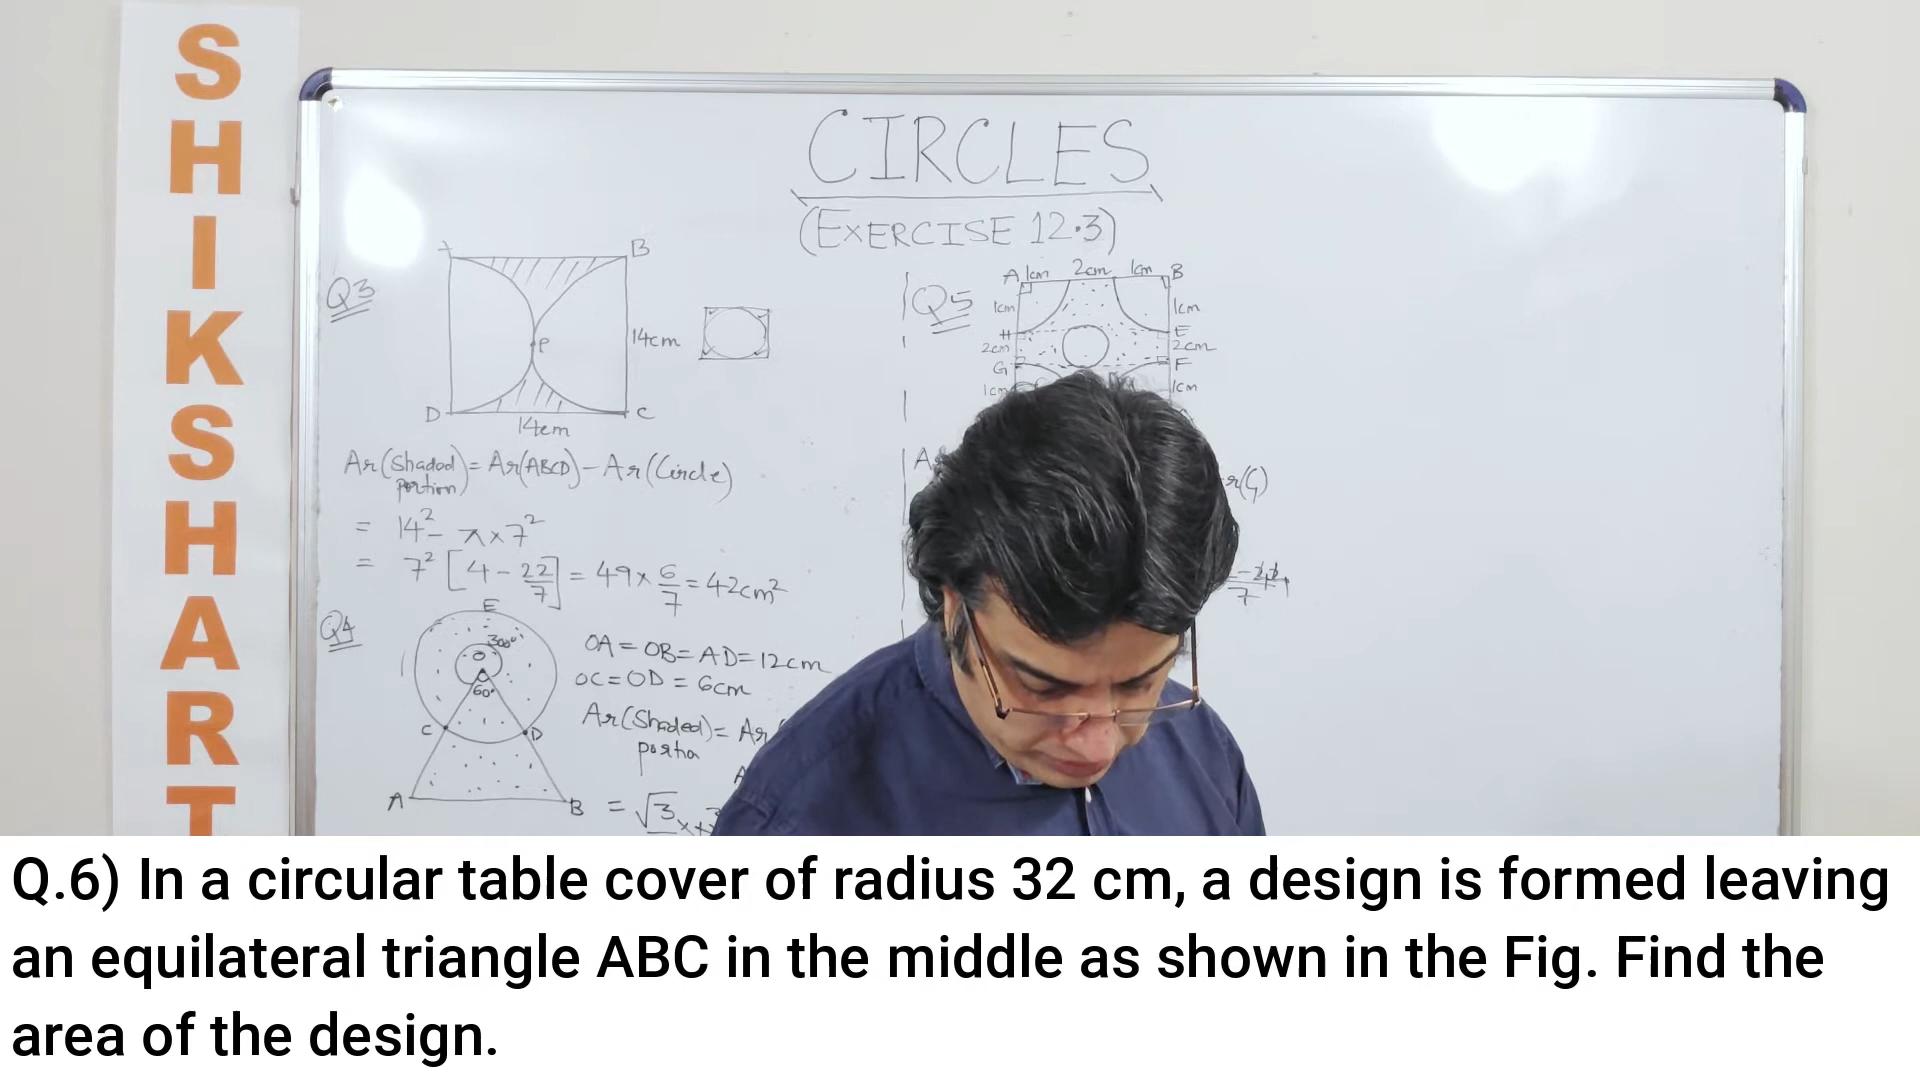 SHIKSHART
CIRCLES
(EXERCISE 12.3)
Q3
B
14cm
P
D
C
14cm
Ar(Shaded portion) = Ar(ABCD) - Ar(Circle)
= 14² - π × 7²
= 7² [4 - 22/7] = 49 × 6/7 = 42cm²
Q4
E
300°
O
60°
C
D
A
B
OA = OB = AD = 12cm
OC = OD = 6cm
Ar(Shaded) = Ar
portion
= √3 ×
Q5
A 1cm 2cm 1cm B
1cm
1cm
H
E
2cm
2cm
G
F
1cm
1cm
Q.6) In a circular table cover of radius 32 cm, a design is formed leaving
an equilateral triangle ABC in the middle as shown in the Fig. Find the
area of the design.